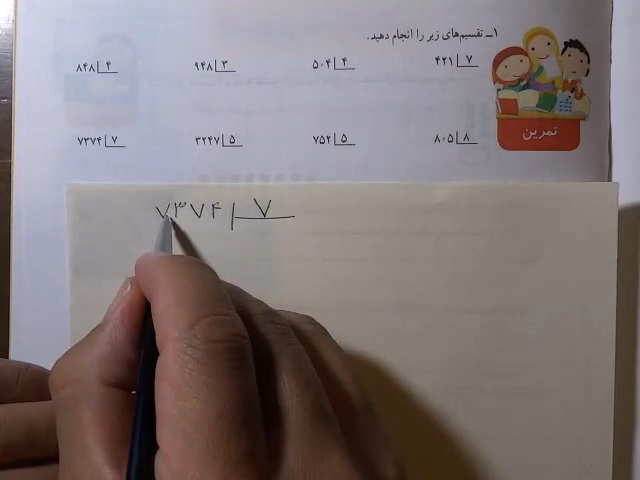 ۱ــ تقسیم‌های زیر را انجام دهید.
۸۴۸ ۴ ۹۴۸ ۳ ۵۰۴ ۴ ۴۲۱ ۷
۷۳۷۴ ۷ ۳۲۴۷ ۵ ۷۵۲ ۵ ۸۰۵ ۸
تمرین
۷۳۷۴ ۷